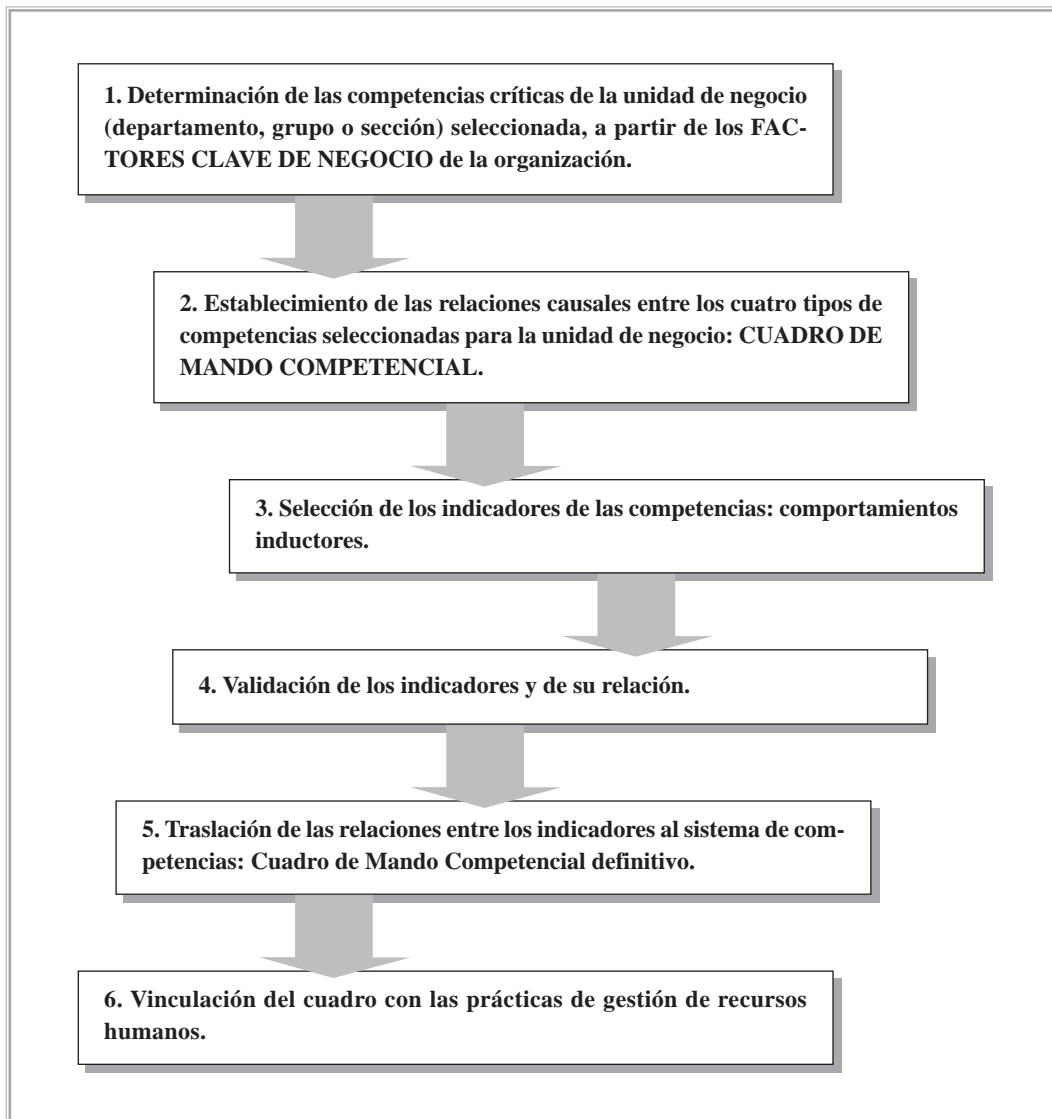 1. Determinación de las competencias críticas de la unidad de negocio
(departamento, grupo o sección) seleccionada, a partir de los FAC-
TORES CLAVE DE NEGOCIO de la organización.
2. Establecimiento de las relaciones causales entre los cuatro tipos de
competencias seleccionadas para la unidad de negocio: CUADRO DE
MANDO COMPETENCIAL.
3. Selección de los indicadores de las competencias: comportamientos
inductores.
4. Validación de los indicadores y de su relación.
5. Traslación de las relaciones entre los indicadores al sistema de com-
petencias: Cuadro de Mando Competencial definitivo.
6. Vinculación del cuadro con las prácticas de gestión de recursos
humanos.